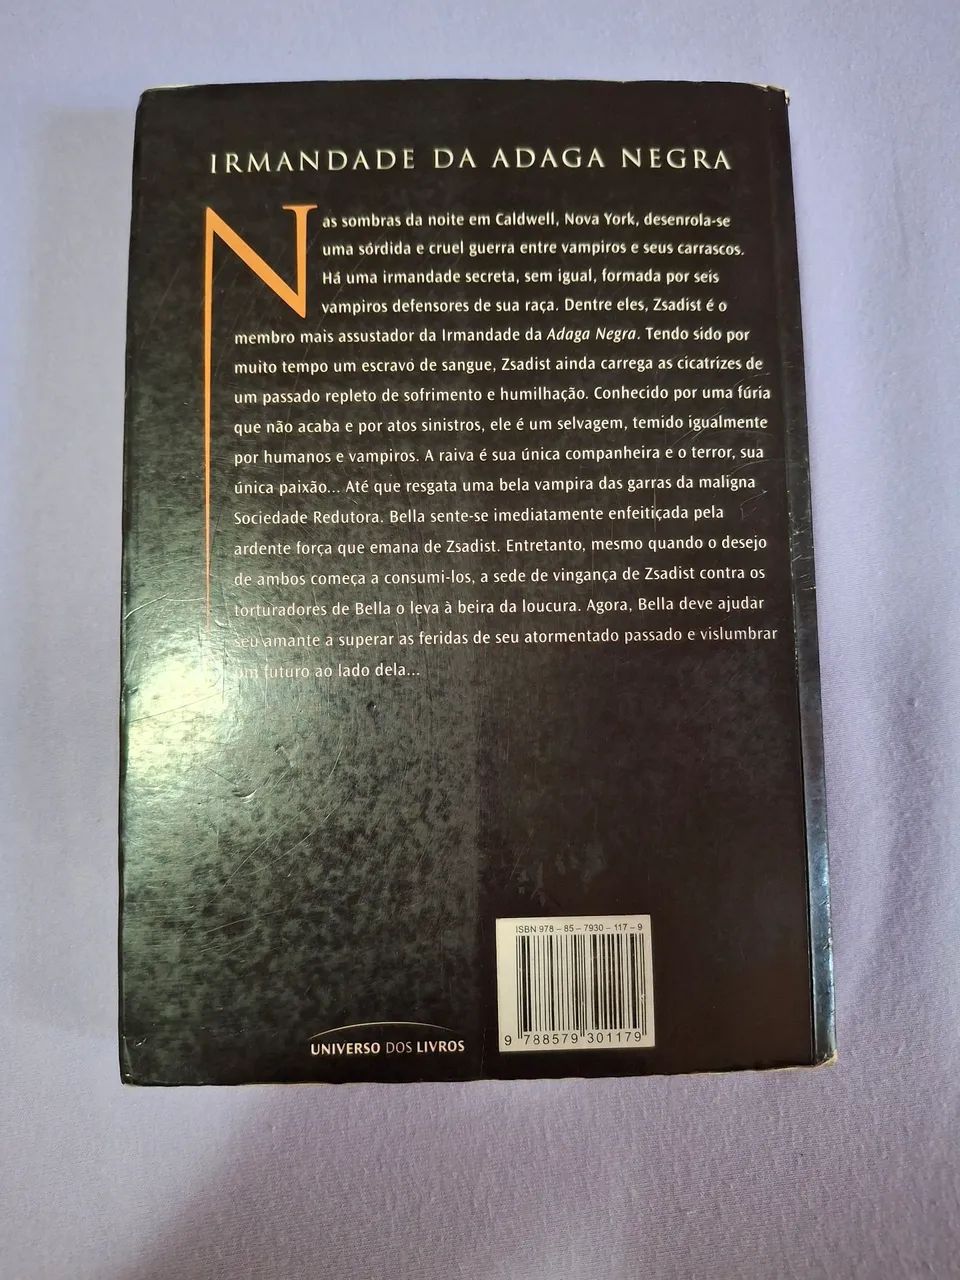 IRMANDADE DA ADAGA NEGRA
Nas sombras da noite em Caldwell, Nova York, desenrola-se
uma sórdida e cruel guerra entre vampiros e seus carrascos.
Há uma irmandade secreta, sem igual, formada por seis
vampiros defensores de sua raça. Dentre eles, Zsadist é o
membro mais assustador da Irmandade da Adaga Negra. Tendo sido por
muito tempo um escravo de sangue, Zsadist ainda carrega as cicatrizes de
um passado repleto de sofrimento e humilhação. Conhecido por uma fúria
que não acaba e por atos sinistros, ele é um selvagem, temido igualmente
por humanos e vampiros. A raiva é sua única companheira e o terror, sua
única paixão... Até que resgata uma bela vampira das garras da maligna
Sociedade Redutora. Bella sente-se imediatamente enfeitiçada pela
ardente força que emana de Zsadist. Entretanto, mesmo quando o desejo
de ambos começa a consumi-los, a sede de vingança de Zsadist contra os
torturadores de Bella o leva à beira da loucura. Agora, Bella deve ajudar
seu amante a superar as feridas de seu atormentado passado e vislumbrar
um futuro ao lado dela...
ISBN 978-85-7930-117-9
9 788579 301179
UNIVERSO DOS LIVROS